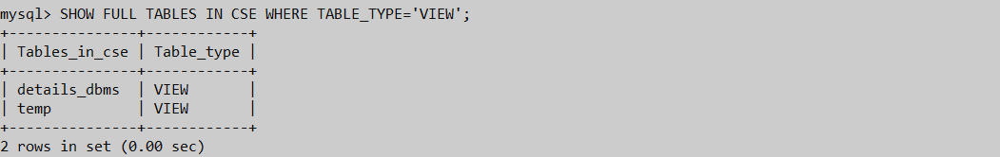 mysql> SHOW FULL TABLES IN CSE WHERE TABLE_TYPE='VIEW';
+---------------+------------+
| Tables_in_cse | Table_type |
+---------------+------------+
| details_dbms  | VIEW       |
| temp          | VIEW       |
+---------------+------------+
2 rows in set (0.00 sec)